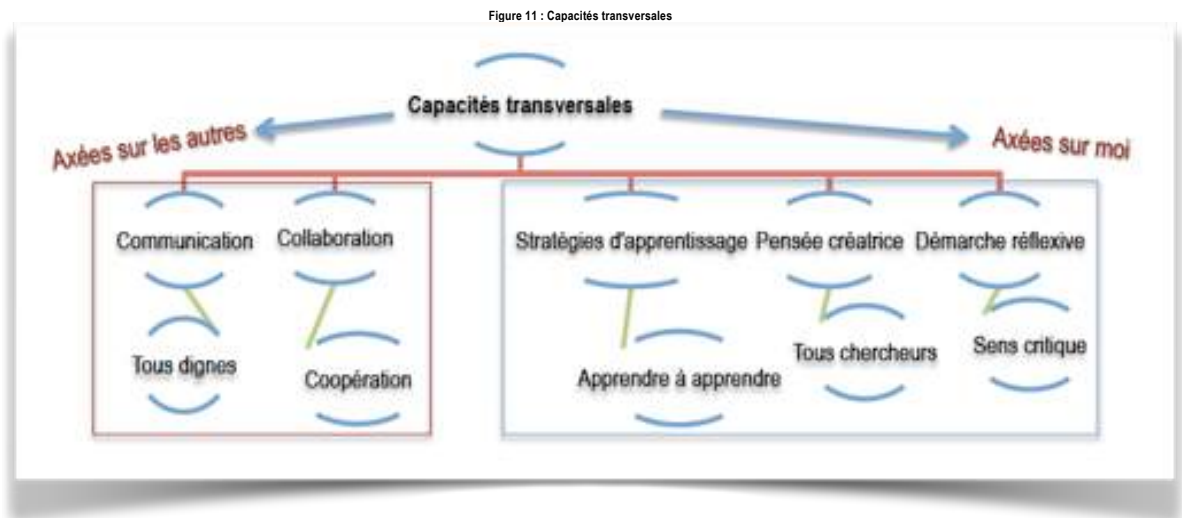 Figure 11 : Capacités transversales
Capacités transversales
Axées sur les autres
Axées sur moi
Communication
Collaboration
Stratégies d'apprentissage
Pensée créatrice
Démarche réflexive
Tous dignes
Coopération
Apprendre à apprendre
Tous chercheurs
Sens critique